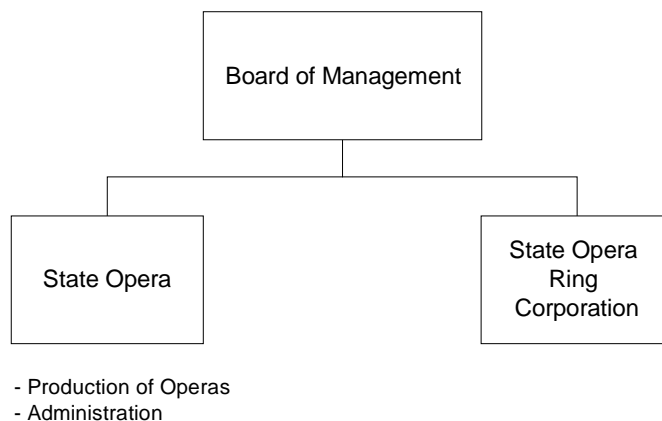 Board of Management
State Opera
State Opera
Ring
Corporation
- Production of Operas
- Administration